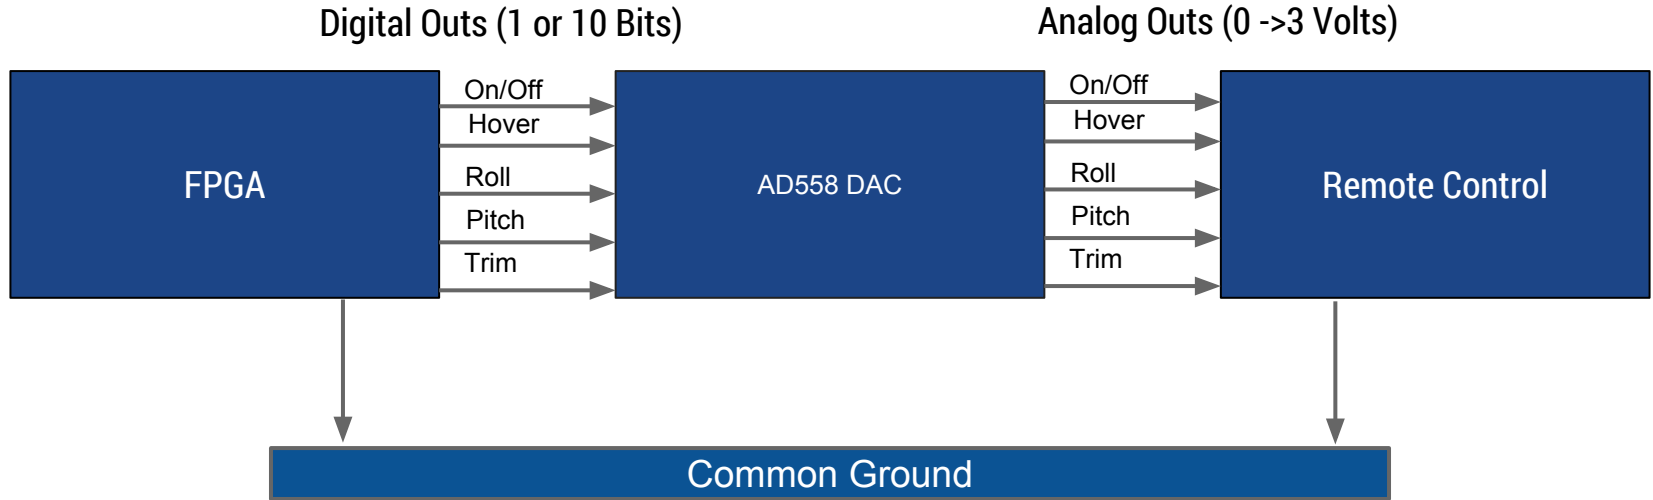 Digital Outs (1 or 10 Bits)
Analog Outs (0 ->3 Volts)
FPGA
On/Off
Hover
Roll
Pitch
Trim
AD558 DAC
On/Off
Hover
Roll
Pitch
Trim
Remote Control
Common Ground